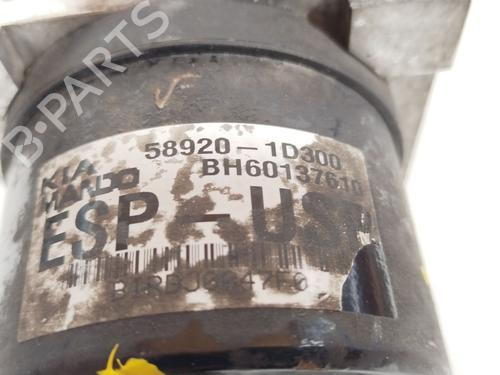 B-PARTS
58920-1D300
KIA
BH60137610
MANDO
ESP-US